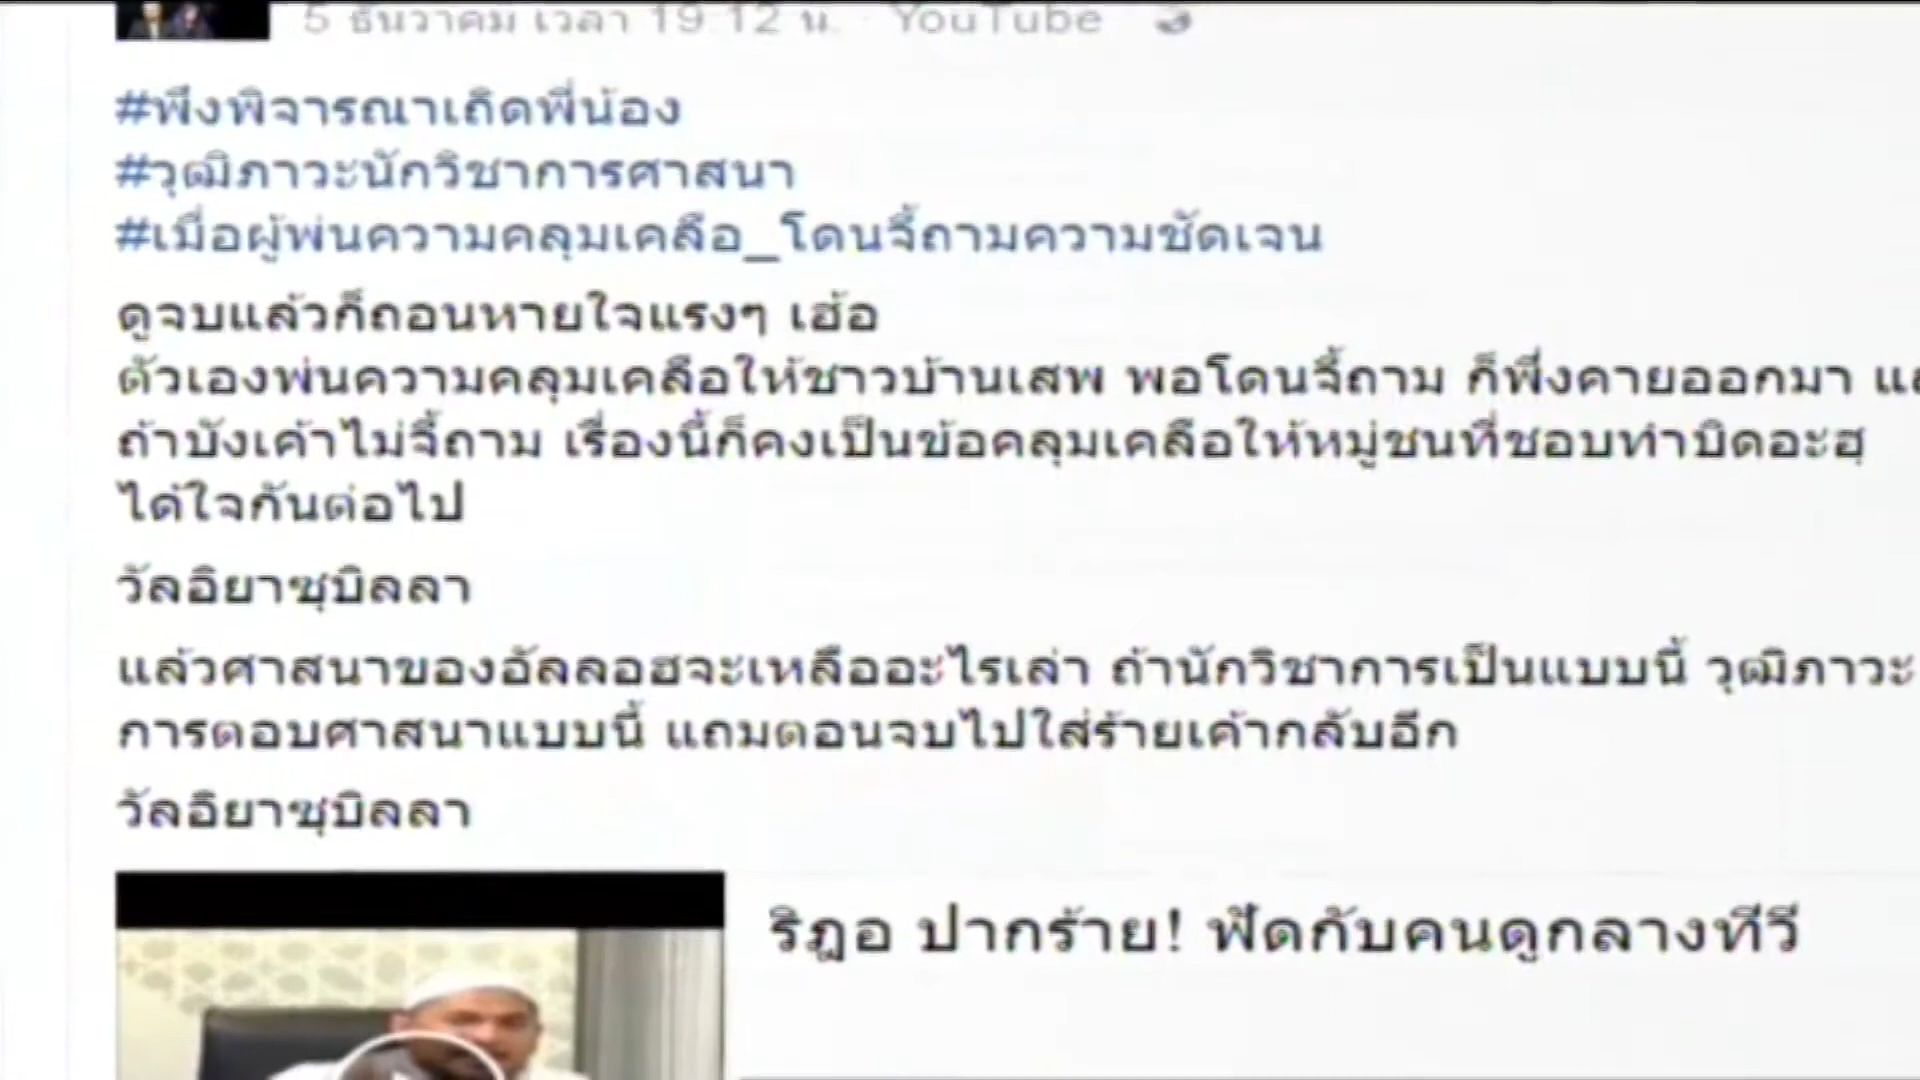 5 ธันวาคม เวลา 19:12 น. · YouTube
#พึงพิจารณาเถิดพี่น้อง
#วุฒิภาวะนักวิชาการศาสนา
#เมื่อผู้พ่นความคลุมเคลือ_โดนจี้ถามความชัดเจน
ดูจบแล้วก็ถอนหายใจแรงๆ เฮ้อ
ตัวเองพ่นความคลุมเคลือให้ชาวบ้านเสพ พอโดนจี้ถาม ก็พึ่งคายออกมา
ถ้าบังเค้าไม่จี้ถาม เรื่องนี้ก็คงเป็นข้อคลุมเคลือให้หมู่ชนที่ชอบทำบิดอะฮฺ
ได้ใจกันต่อไป
วัลอิยาซุบิลลา
แล้วศาสนาของอัลลอฮจะเหลืออะไรเล่า ถ้านักวิชาการเป็นแบบนี้ วุฒิภาวะ
การตอบศาสนาแบบนี้ แถมตอนจบไปใส่ร้ายเค้ากลับอีก
วัลอิยาซุบิลลา
ริฎอ ปากร้าย! ฟัดกับคนดูกลางทีวี